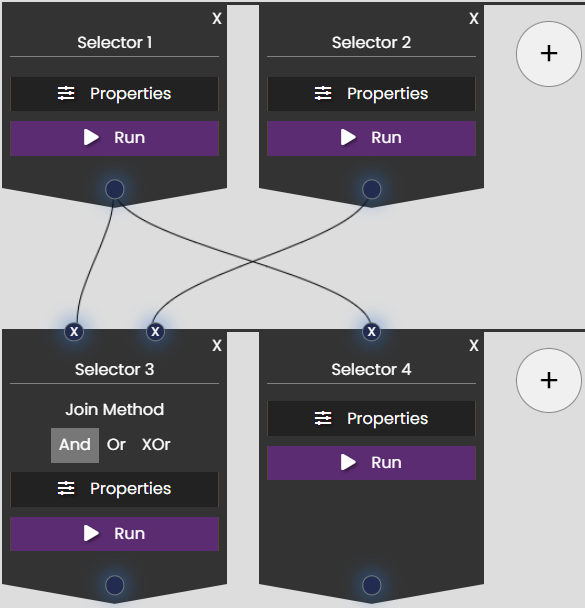 X
Selector 1
Properties
Run
X
Selector 2
Properties
Run
+
X
X
X
X
Selector 3
Join Method
And Or XOr
Properties
Run
X
Selector 4
Properties
Run
+